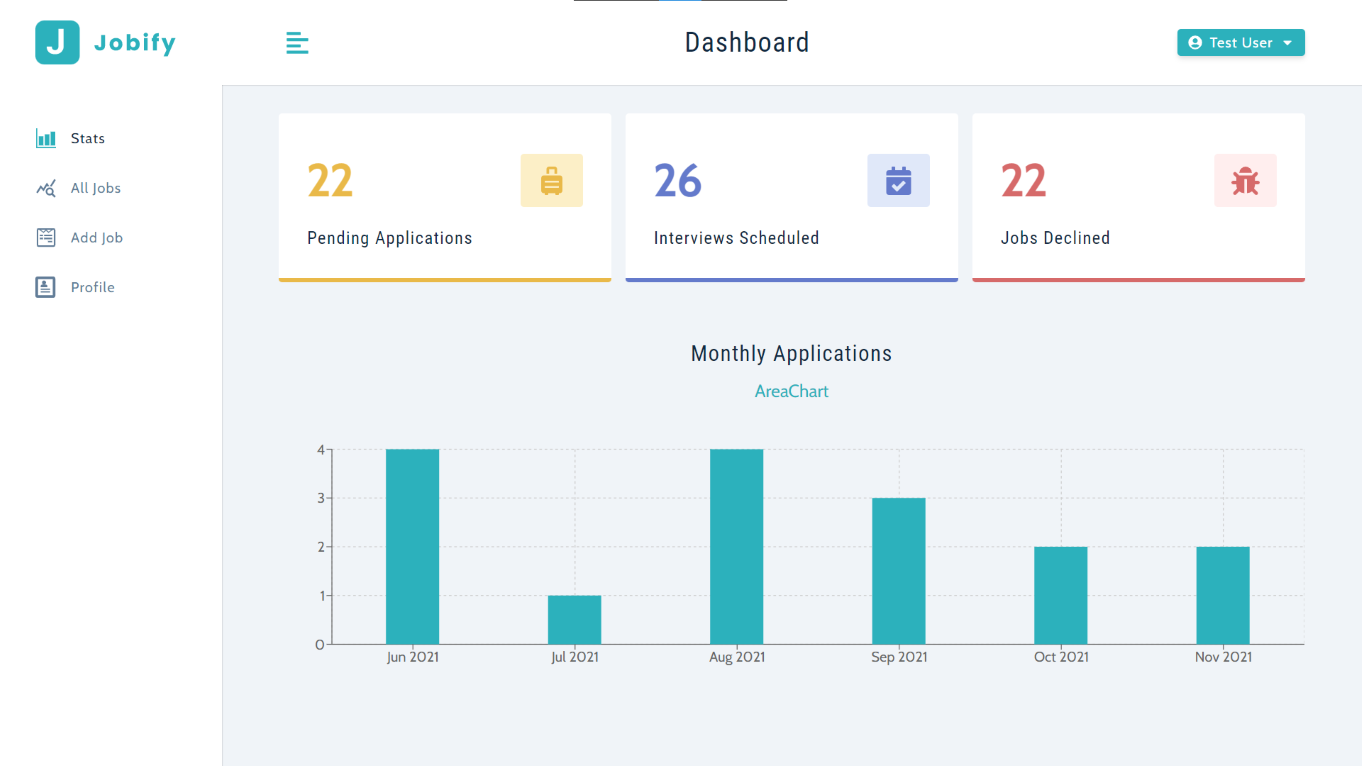 J Jobify
Dashboard
Test User
Stats
All Jobs
Add Job
Profile
22
Pending Applications
26
Interviews Scheduled
22
Jobs Declined
Monthly Applications
AreaChart
4
3
2
1
0
Jun 2021 Jul 2021 Aug 2021 Sep 2021 Oct 2021 Nov 2021